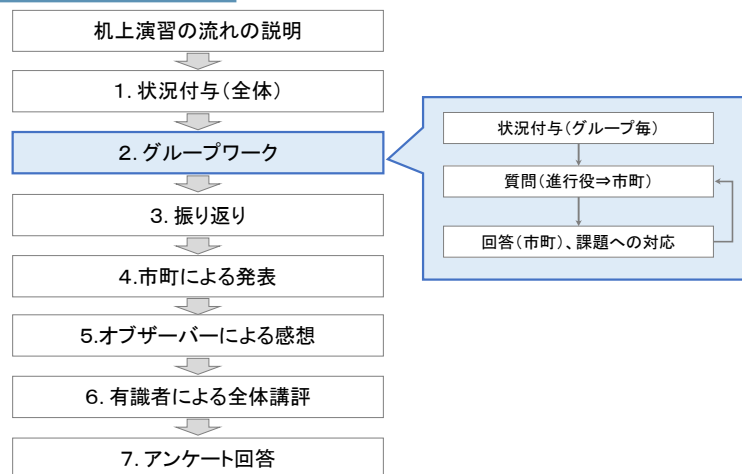 机上演習の流れの説明
1. 状況付与(全体)
2. グループワーク
状況付与(グループ毎)
質問(進行役⇒市町)
回答(市町)、課題への対応
3. 振り返り
4.市町による発表
5.オブザーバーによる感想
6. 有識者による全体講評
7. アンケート回答